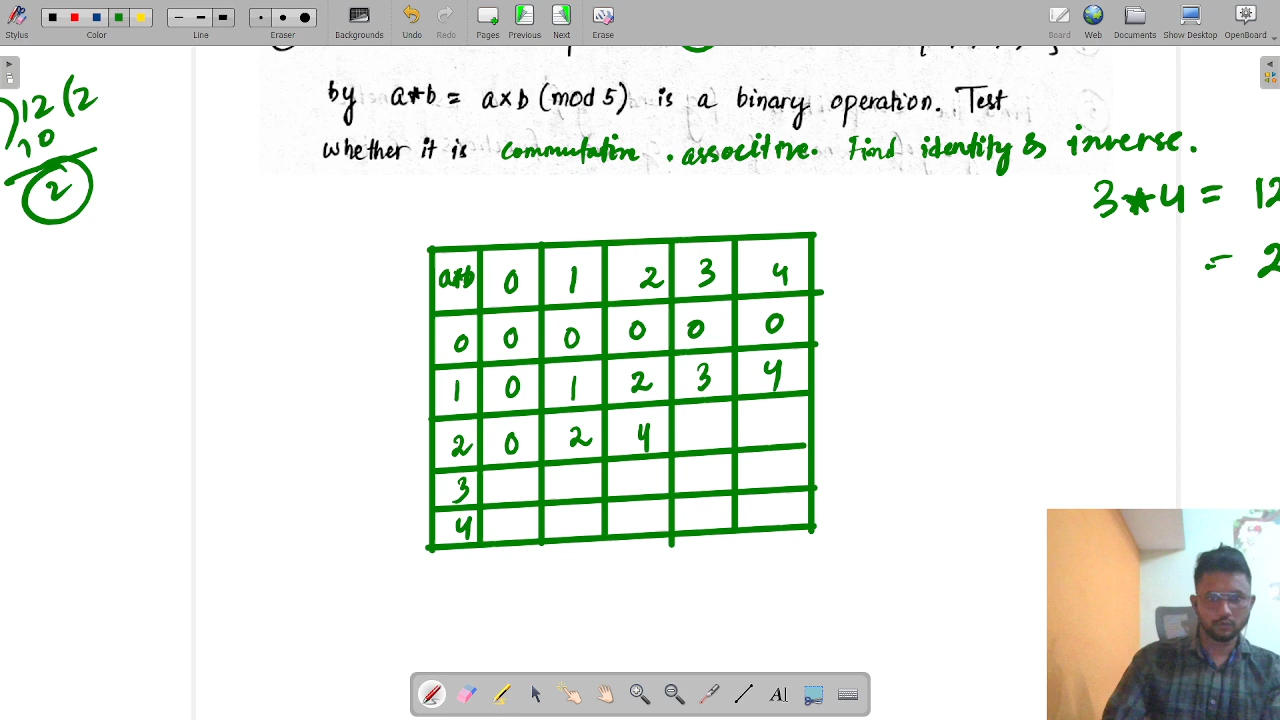 Stylus Color Line Eraser Backgrounds Undo Redo Pages Previous Next Erase Board Web Documents Show Desktop OpenBoard
by a*b = a×b (mod 5) is a binary operation. Test
whether it is commutative. associtive. Find identity & inverse.
12 (2
10
2
3*4 = 12
= 2
a*b 0 1 2 3 4
0 0 0 0 0 0
1 0 1 2 3 4
2 0 2 4
3
4